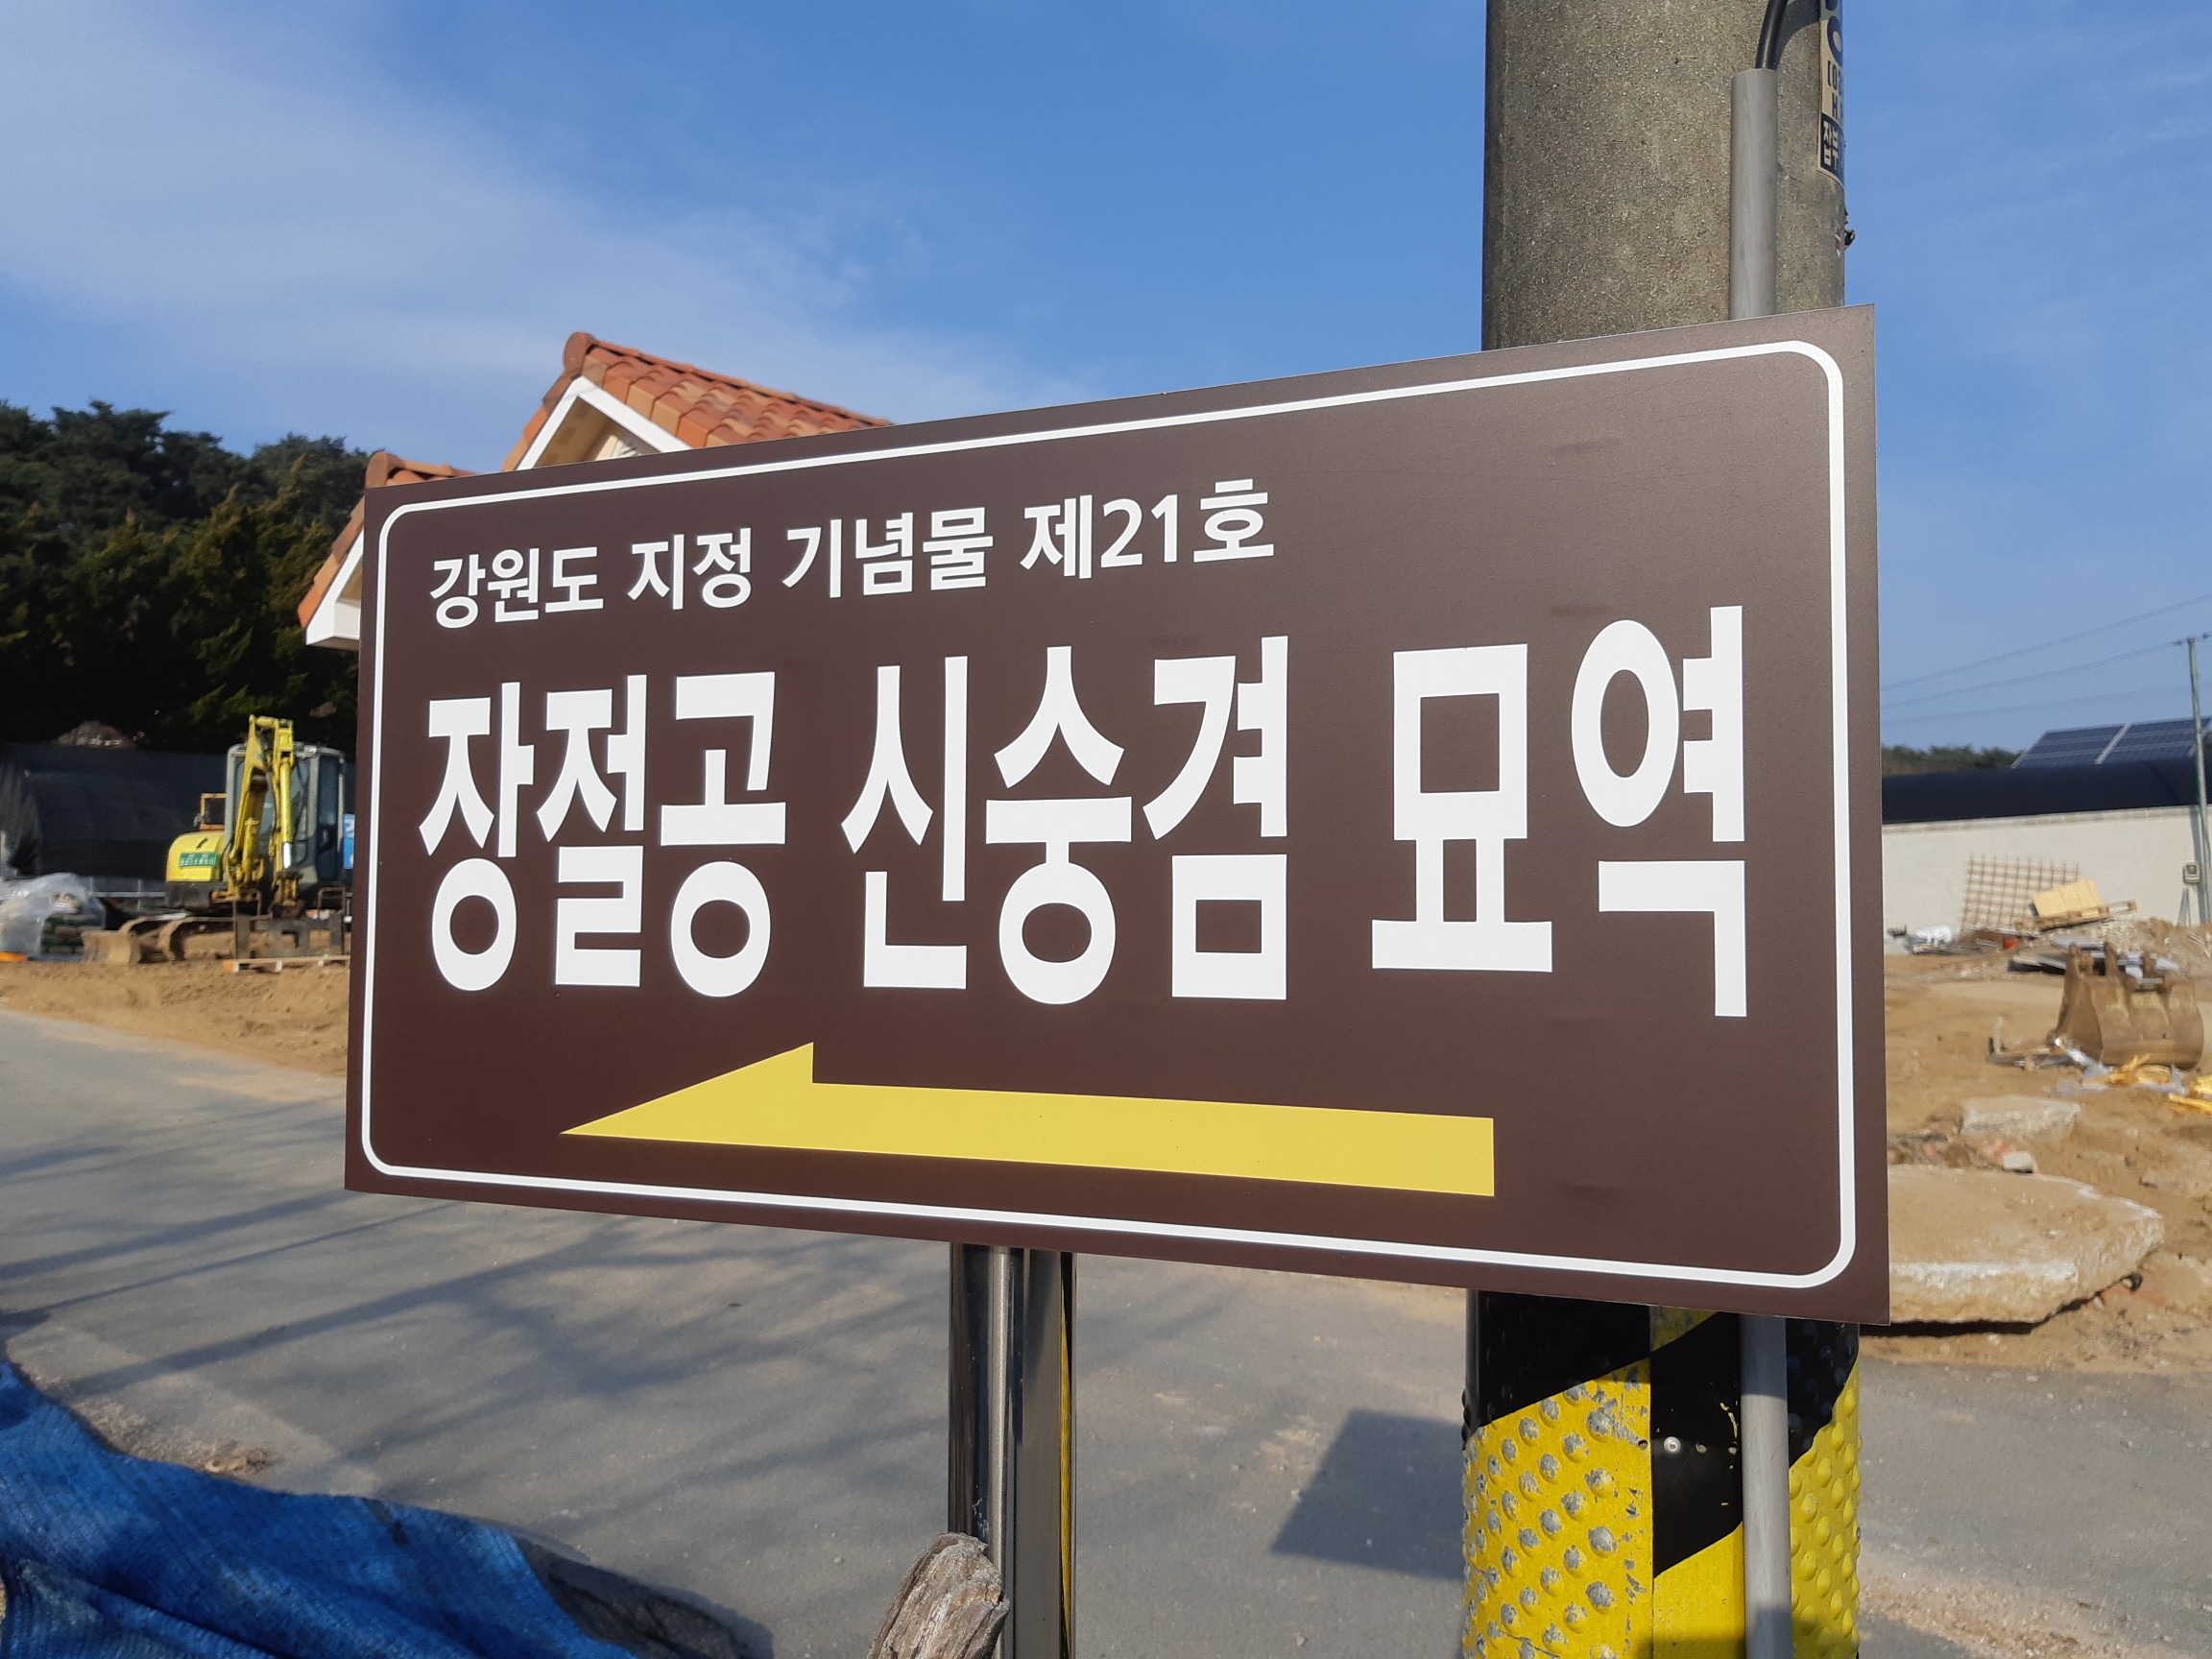 강원도 지정 기념물 제21호
장절공 신숭겸 묘역